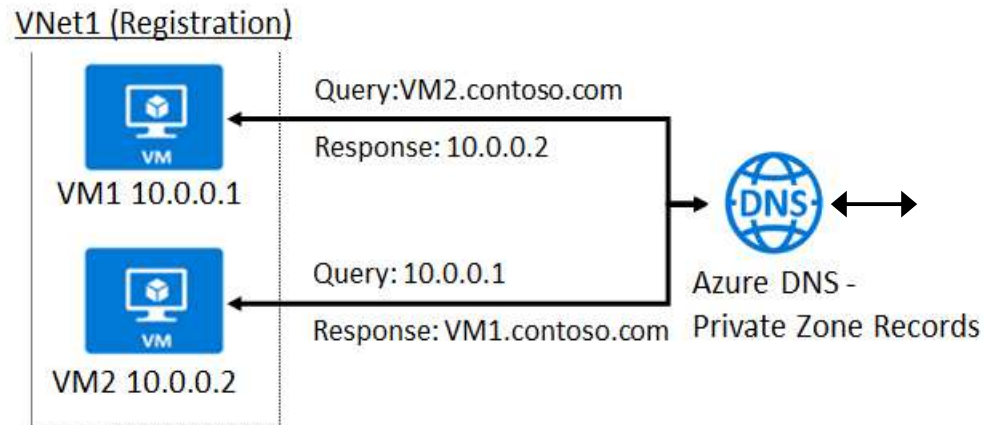 VNet1 (Registration)
VM
VM1 10.0.0.1
Query:VM2.contoso.com
Response: 10.0.0.2
DNS
Azure DNS -
Private Zone Records
VM
VM2 10.0.0.2
Query: 10.0.0.1
Response: VM1.contoso.com